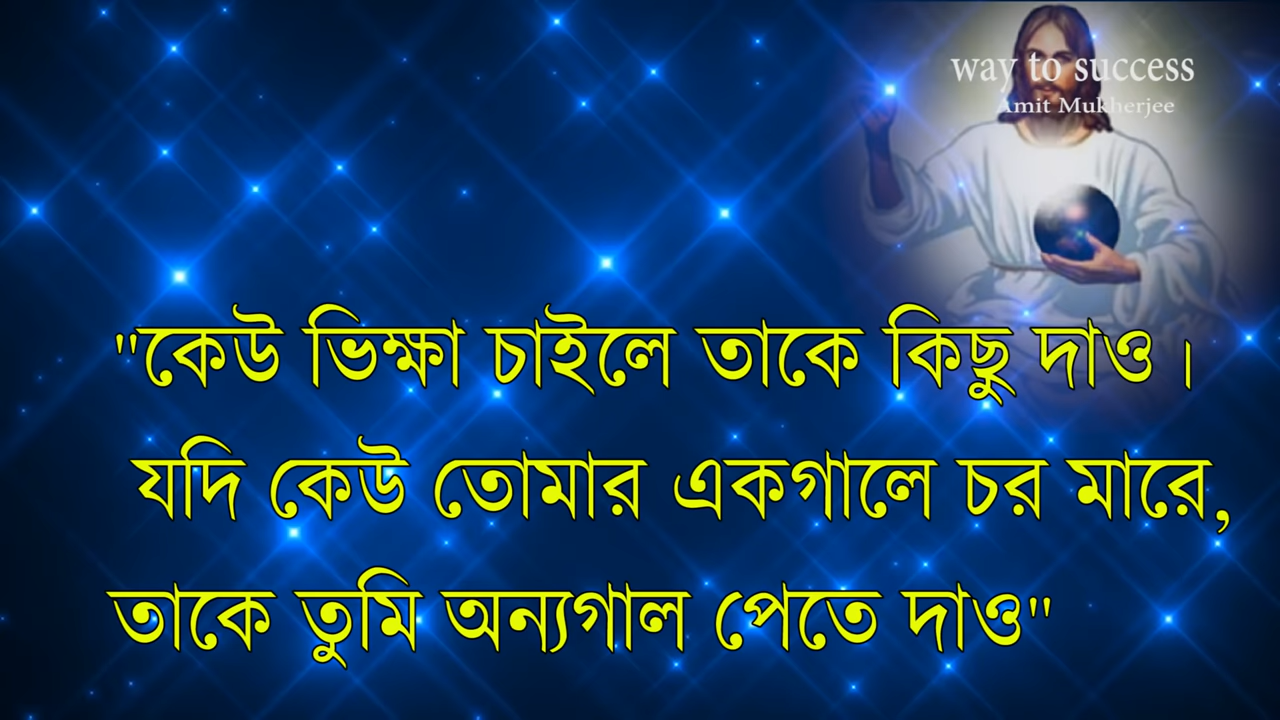 way to success
Amit Mukherjee
"কেউ ভিক্ষা চাইলে তাকে কিছু দাও।
যদি কেউ তোমার একগালে চর মারে,
তাকে তুমি অন্যগাল পেতে দাও"